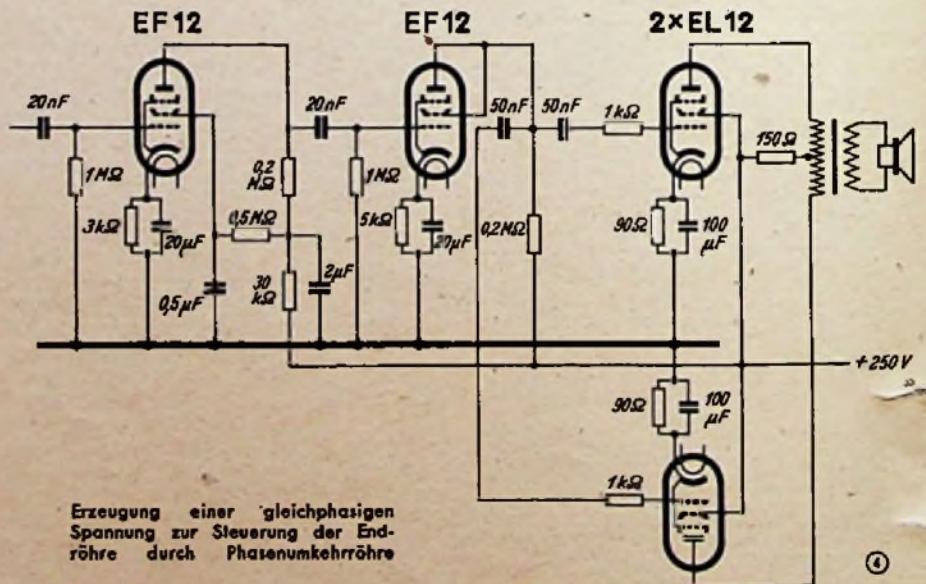 EF12 EF12 2×EL12
20nF 20nF 50nF 50nF 1kΩ 150Ω
1MΩ 0,2 MΩ 1MΩ
3kΩ 20µF 0,5MΩ 5kΩ 20µF 0,2MΩ 90Ω 100 µF
0,5µF 30 kΩ 2µF
+250V
90Ω 100 µF
1kΩ
Erzeugung einer gleichphasigen
Spannung zur Steuerung der End-
röhre durch Phasenumkehrröhre
4